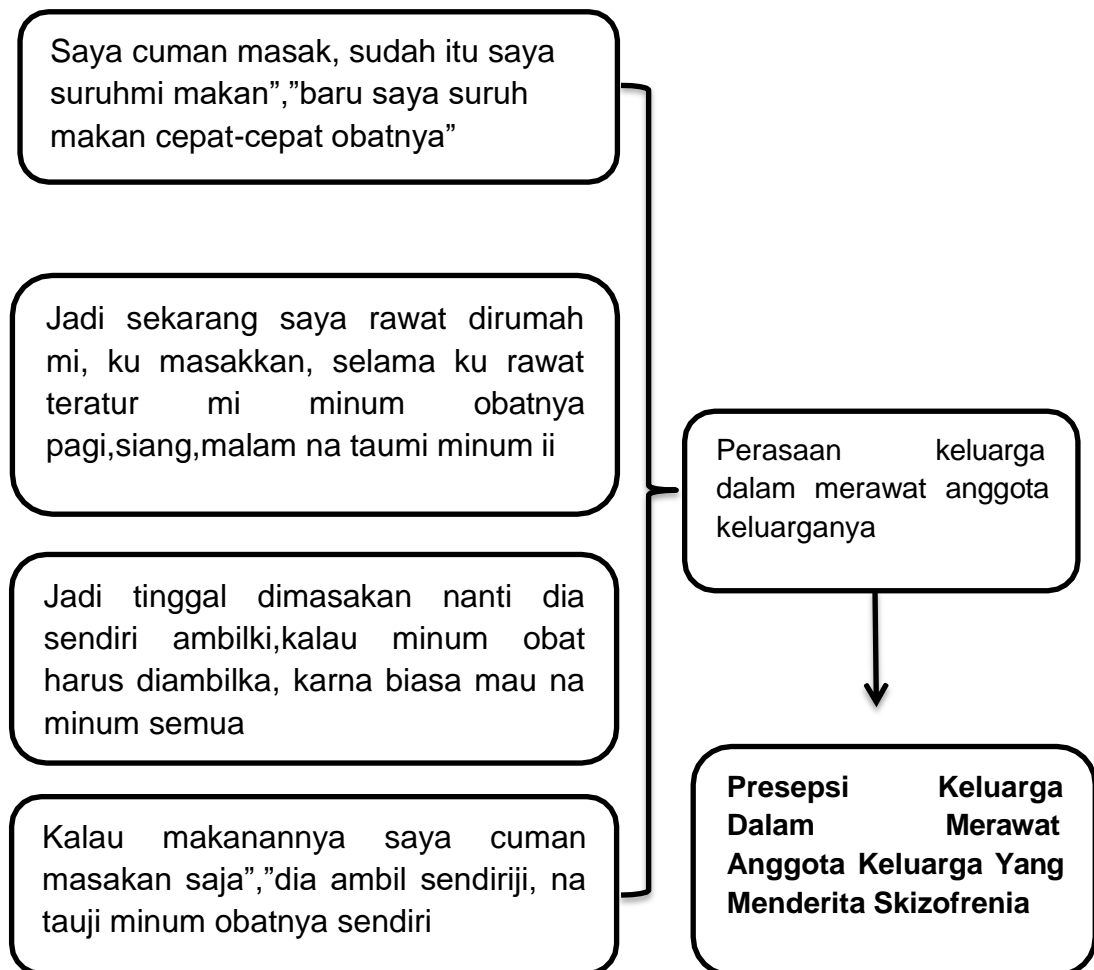 Saya cuman masak, sudah itu saya
suruhmi makan”,”baru saya suruh
makan cepat-cepat obatnya”
Jadi sekarang saya rawat dirumah
mi, ku masakkan, selama ku rawat
teratur mi minum obatnya
pagi,siang,malam na taumi minum ii
Jadi tinggal dimasakan nanti dia
sendiri ambilki,kalau minum obat
harus diambilka, karna biasa mau na
minum semua
Kalau makanannya saya cuman
masakan saja”,”dia ambil sendiriji, na
tauji minum obatnya sendiri
Perasaan keluarga
dalam merawat anggota
keluarganya
Presepsi Keluarga
Dalam Merawat
Anggota Keluarga Yang
Menderita Skizofrenia